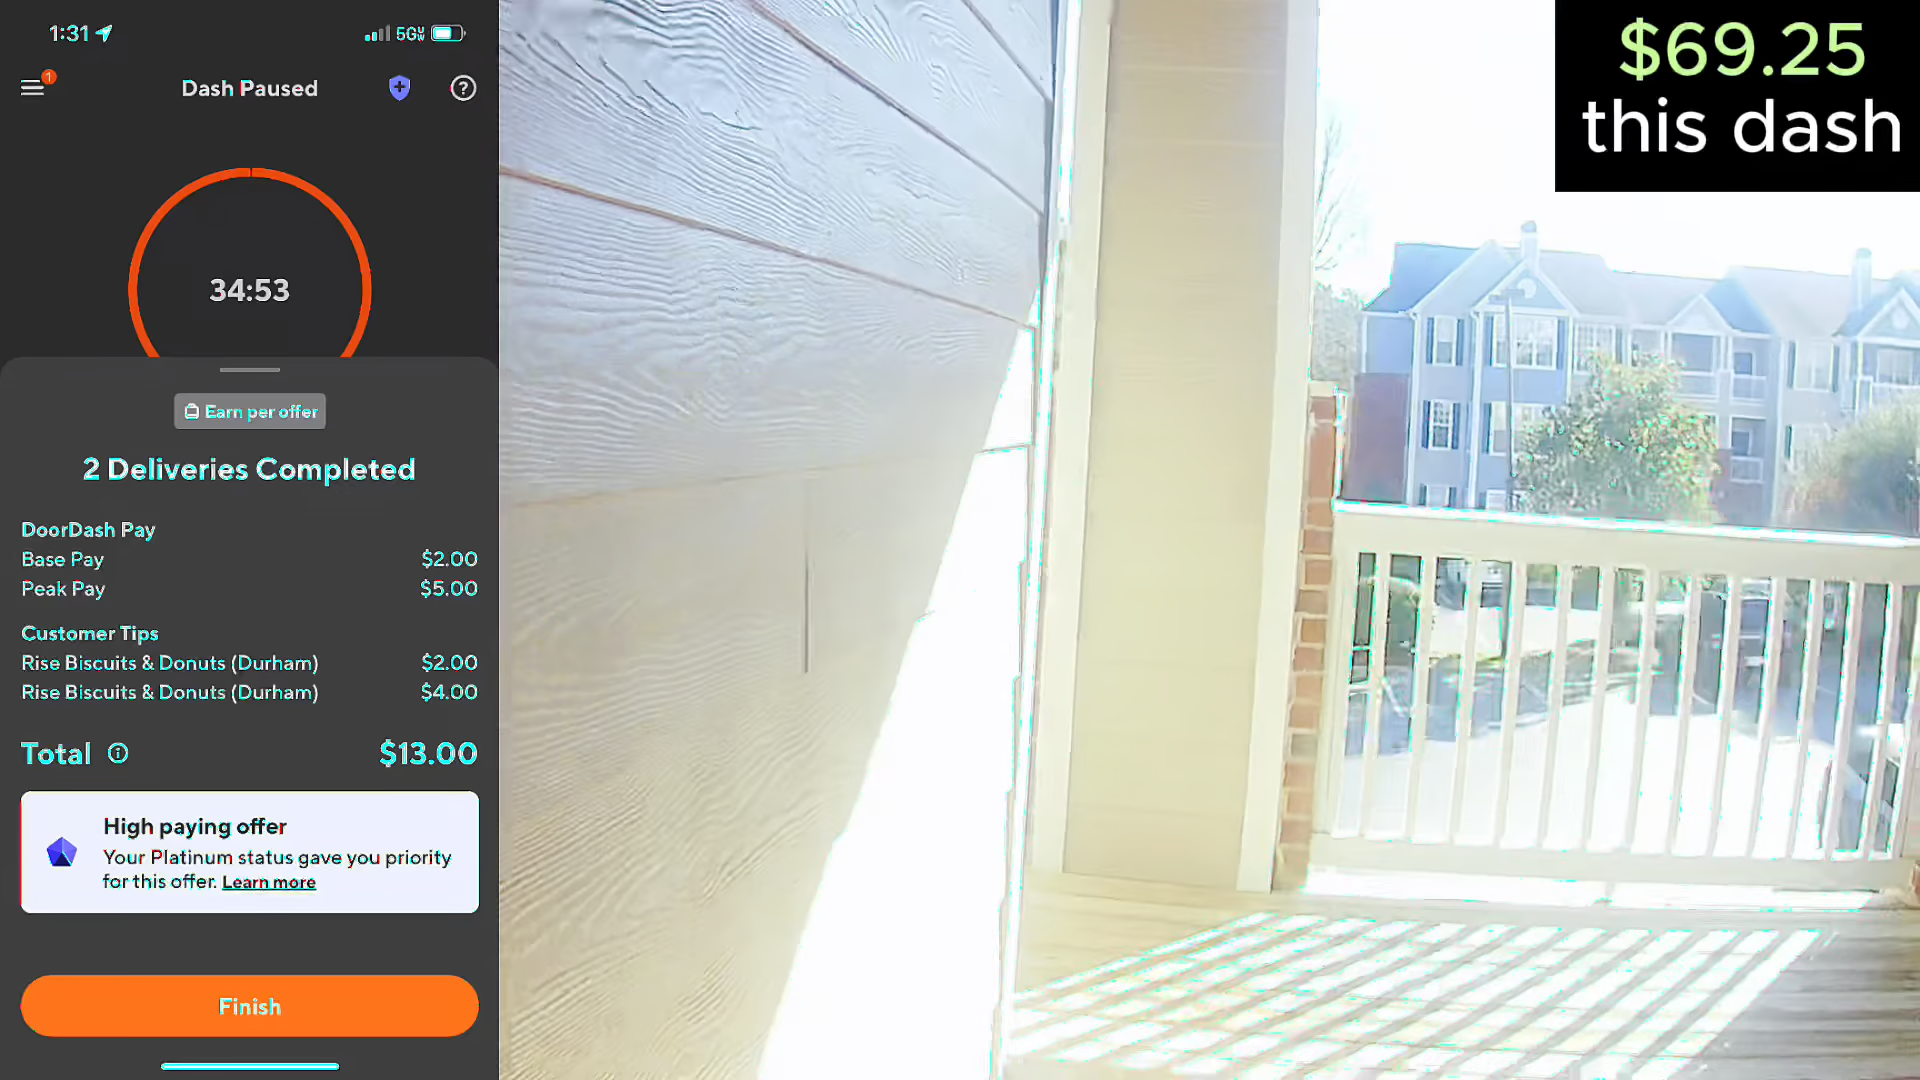 1:31
5G
1
Dash Paused
34:53
Earn per offer
2 Deliveries Completed
DoorDash Pay
Base Pay $2.00
Peak Pay $5.00
Customer Tips
Rise Biscuits & Donuts (Durham) $2.00
Rise Biscuits & Donuts (Durham) $4.00
Total $13.00
High paying offer
Your Platinum status gave you priority
for this offer. Learn more
Finish
$69.25
this dash